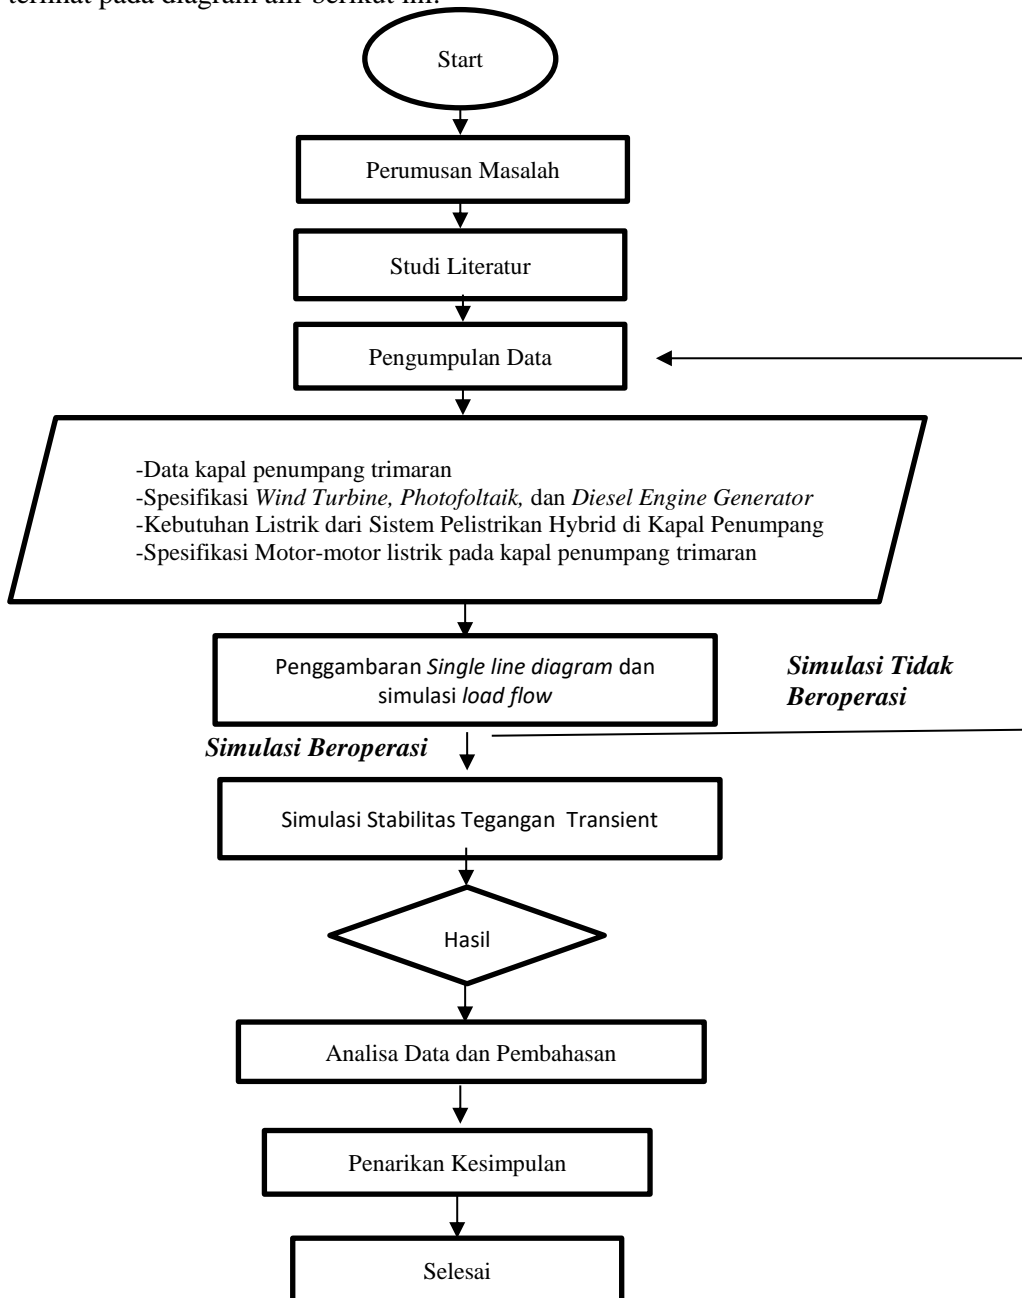 terlihat pada diagram alir berikut ini:
Start
Perumusan Masalah
Studi Literatur
Pengumpulan Data
-Data kapal penumpang trimaran
-Spesifikasi Wind Turbine, Photofoltaik, dan Diesel Engine Generator
-Kebutuhan Listrik dari Sistem Pelistrikan Hybrid di Kapal Penumpang
-Spesifikasi Motor-motor listrik pada kapal penumpang trimaran
Penggambaran Single line diagram dan
simulasi load flow
Simulasi Tidak
Beroperasi
Simulasi Beroperasi
Simulasi Stabilitas Tegangan  Transient
Hasil
Analisa Data dan Pembahasan
Penarikan Kesimpulan
Selesai